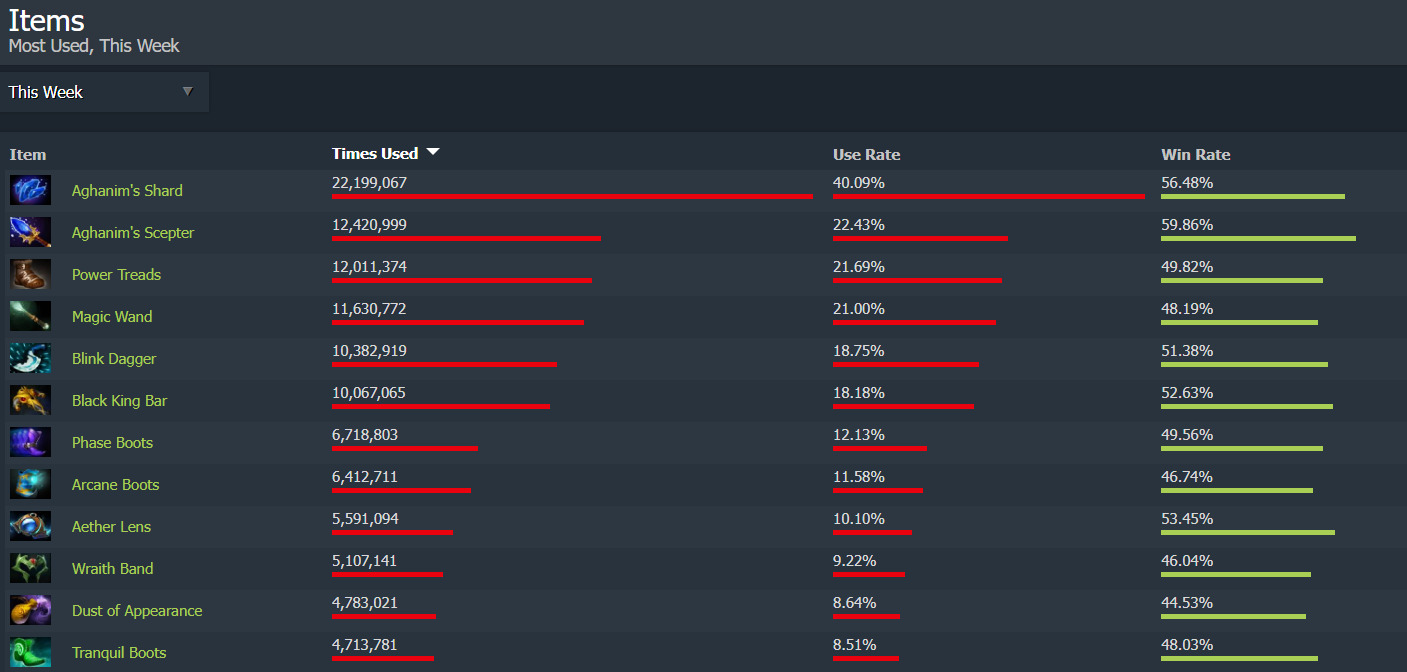 Items
Most Used, This Week
This Week
Item Times Used Use Rate Win Rate
Aghanim's Shard 22,199,067 40.09% 56.48%
Aghanim's Scepter 12,420,999 22.43% 59.86%
Power Treads 12,011,374 21.69% 49.82%
Magic Wand 11,630,772 21.00% 48.19%
Blink Dagger 10,382,919 18.75% 51.38%
Black King Bar 10,067,065 18.18% 52.63%
Phase Boots 6,718,803 12.13% 49.56%
Arcane Boots 6,412,711 11.58% 46.74%
Aether Lens 5,591,094 10.10% 53.45%
Wraith Band 5,107,141 9.22% 46.04%
Dust of Appearance 4,783,021 8.64% 44.53%
Tranquil Boots 4,713,781 8.51% 48.03%